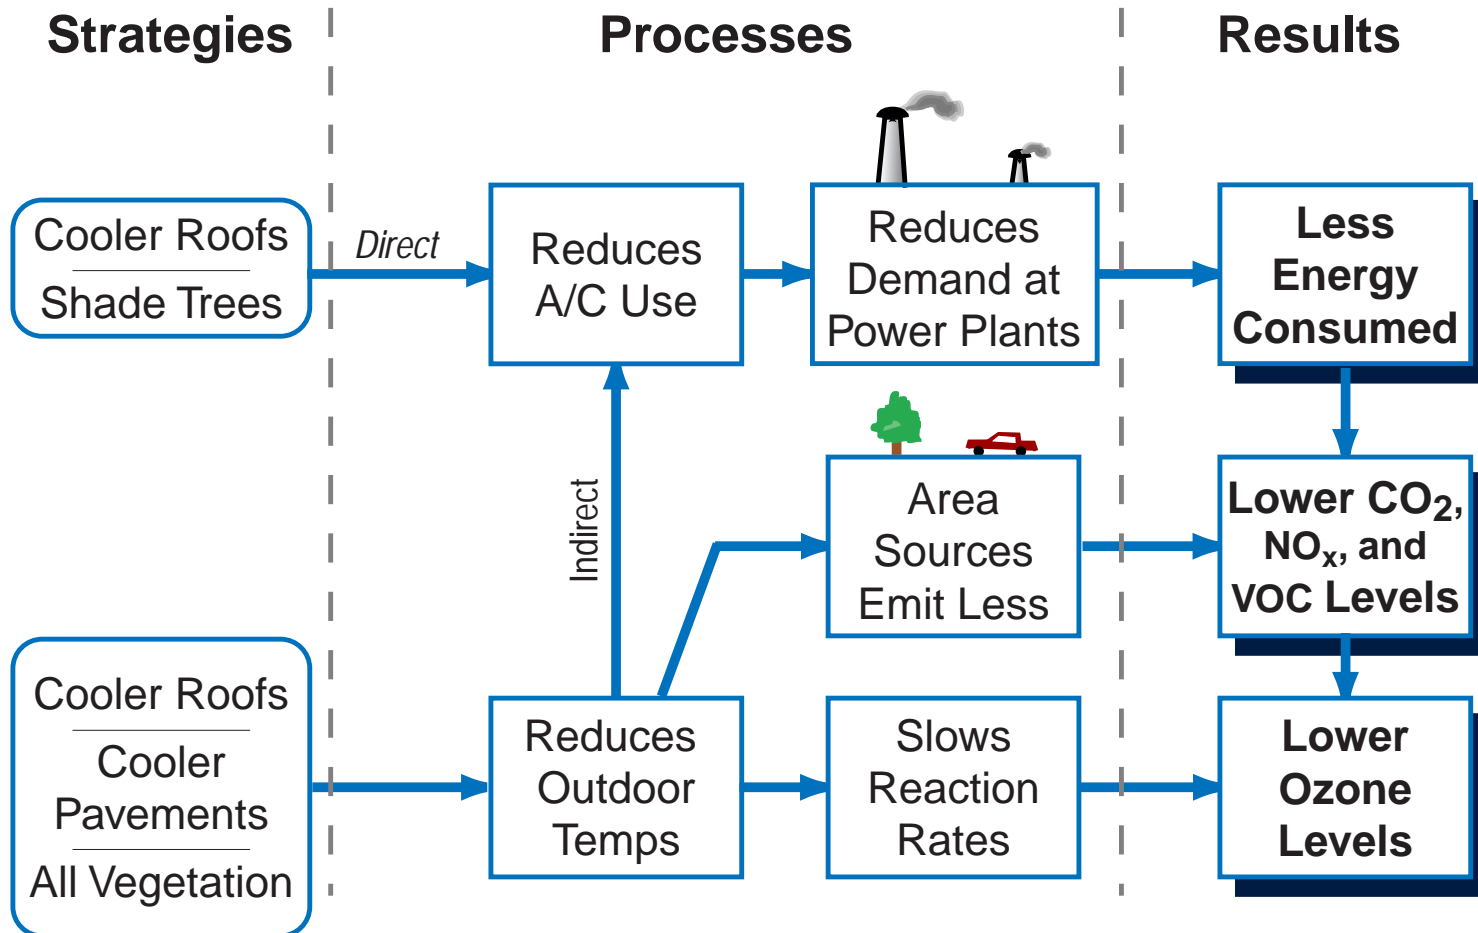 Strategies
Processes
Results
Cooler Roofs
Shade Trees
Direct
Reduces
A/C Use
Reduces
Demand at
Power Plants
Less
Energy
Consumed
Indirect
Area
Sources
Emit Less
Lower CO₂,
NOₓ, and
VOC Levels
Cooler Roofs
Cooler
Pavements
All Vegetation
Reduces
Outdoor
Temps
Slows
Reaction
Rates
Lower
Ozone
Levels